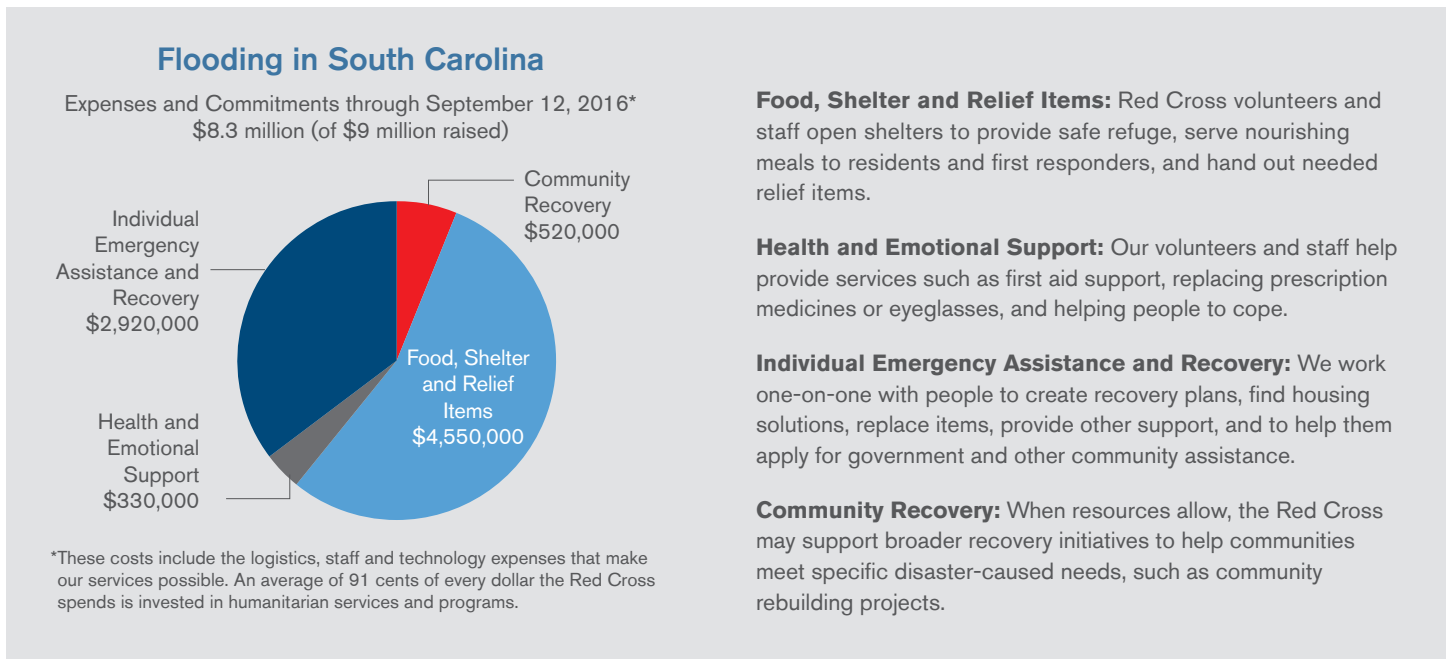 Flooding in South Carolina
Expenses and Commitments through September 12, 2016*
$8.3 million (of $9 million raised)
Community
Recovery
$520,000
Individual
Emergency
Assistance and
Recovery
$2,920,000
Food, Shelter
and Relief
Items
$4,550,000
Health and
Emotional
Support
$330,000
*These costs include the logistics, staff and technology expenses that make
our services possible. An average of 91 cents of every dollar the Red Cross
spends is invested in humanitarian services and programs.
Food, Shelter and Relief Items: Red Cross volunteers and
staff open shelters to provide safe refuge, serve nourishing
meals to residents and first responders, and hand out needed
relief items.
Health and Emotional Support: Our volunteers and staff help
provide services such as first aid support, replacing prescription
medicines or eyeglasses, and helping people to cope.
Individual Emergency Assistance and Recovery: We work
one-on-one with people to create recovery plans, find housing
solutions, replace items, provide other support, and to help them
apply for government and other community assistance.
Community Recovery: When resources allow, the Red Cross
may support broader recovery initiatives to help communities
meet specific disaster-caused needs, such as community
rebuilding projects.